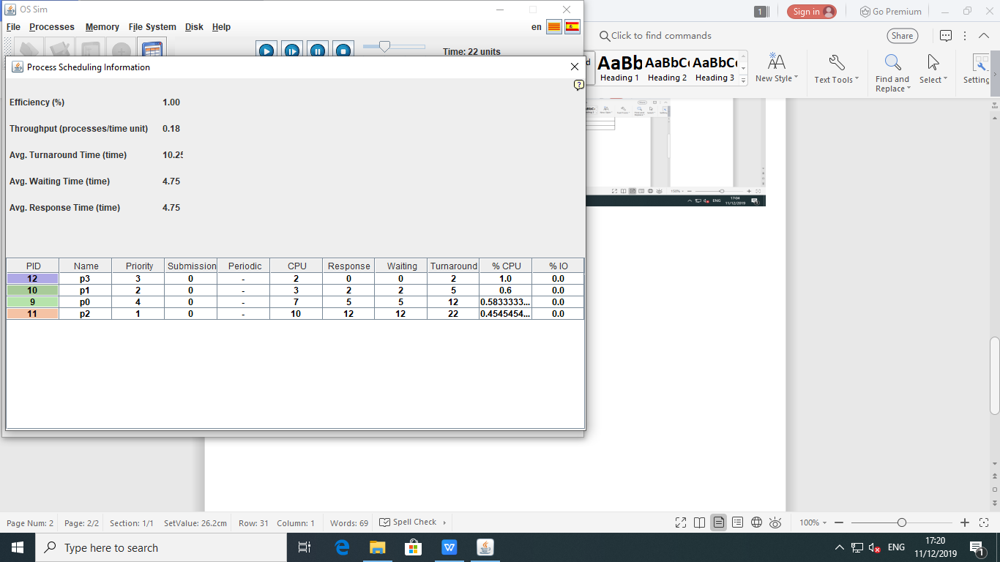 OS Sim
1 Sign in Go Premium
File Processes Memory File System Disk Help en
Click to find commands Share
Time: 22 units
AaBb AaBbC AaBbC
Heading 1 Heading 2 Heading 3 New Style Text Tools Find and Replace Select Setting
Process Scheduling Information
Efficiency (%) 1.00
Throughput (processes/time unit) 0.18
Avg. Turnaround Time (time) 10.25
Avg. Waiting Time (time) 4.75
Avg. Response Time (time) 4.75
PID Name Priority Submission Periodic CPU Response Waiting Turnaround % CPU % IO
12 p3 3 0 - 2 0 0 2 1.0 0.0
10 p1 2 0 - 3 2 2 5 0.6 0.0
9 p0 4 0 - 7 5 5 12 0.5833333... 0.0
11 p2 1 0 - 10 12 12 22 0.4545454... 0.0
17:04
ENG
11/12/2019
Page Num: 2 Page: 2/2 Section: 1/1 SetValue: 26.2cm Row: 31 Column: 1 Words: 69 Spell Check 100%
Type here to search
ENG
17:20
11/12/2019
1